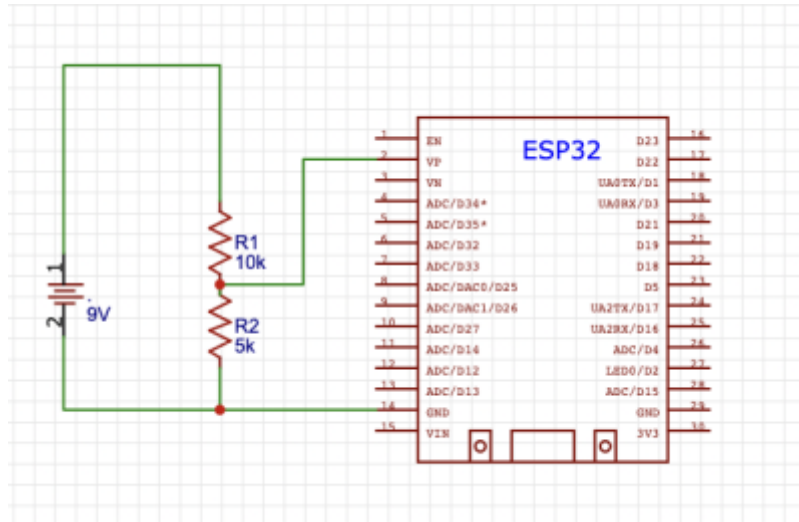 1
2
9V
R1
10k
R2
5k
ESP32
1 EN
2 VP
3 VN
4 ADC/D34*
5 ADC/D35*
6 ADC/D32
7 ADC/D33
8 ADC/DAC0/D25
9 ADC/DAC1/D26
10 ADC/D27
11 ADC/D14
12 ADC/D12
13 ADC/D13
14 GND
15 VIN
D23 16
D22 17
UA0TX/D1 18
UA0RX/D3 19
D21 20
D19 21
D18 22
D5 23
UA2TX/D17 24
UA2RX/D16 25
ADC/D4 26
LED0/D2 27
ADC/D15 28
GND 29
3V3 30